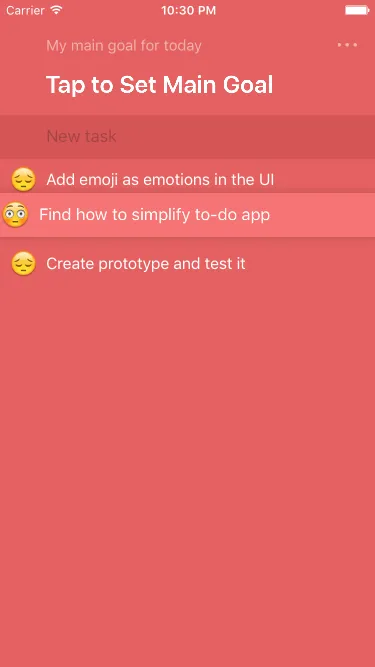 Carrier 10:30 PM
My main goal for today
Tap to Set Main Goal
New task
Add emoji as emotions in the UI
Find how to simplify to-do app
Create prototype and test it